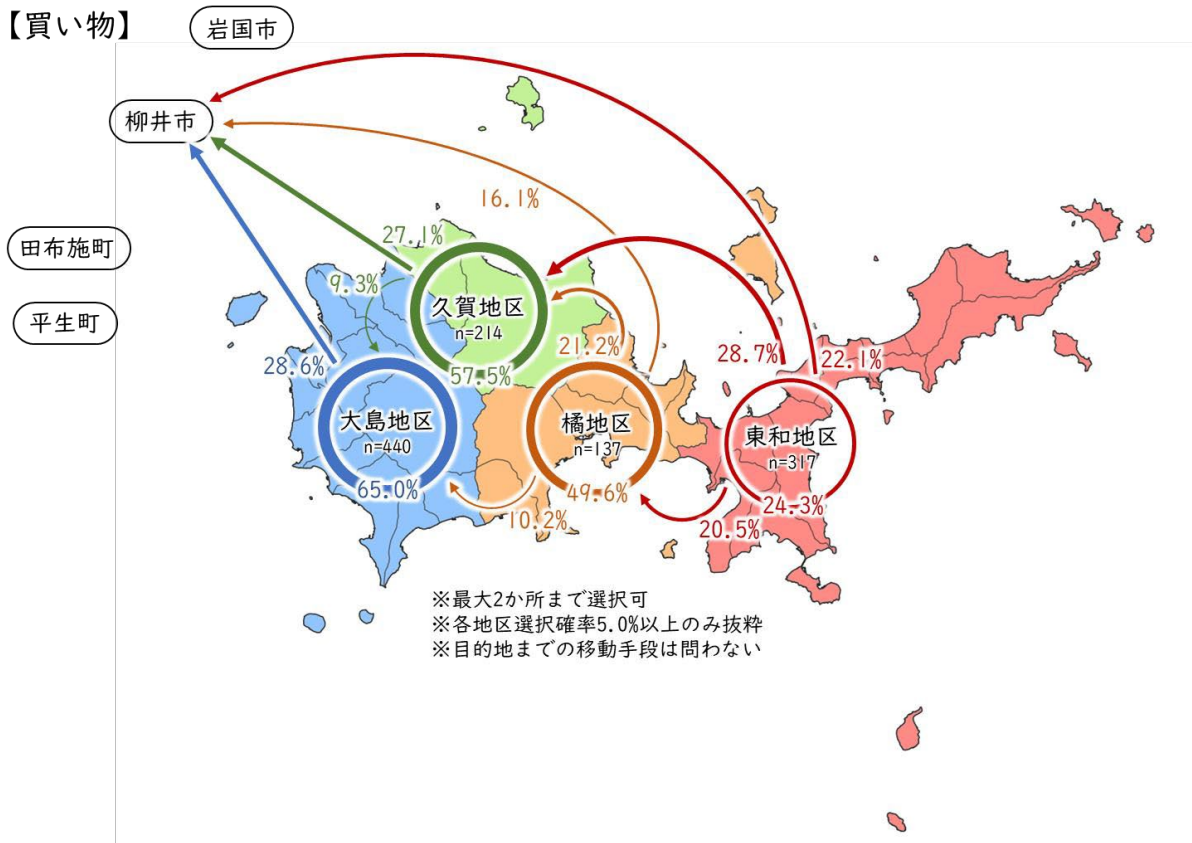 【買い物】
岩国市
柳井市
16.1%
27.1%
田布施町
9.3%
久賀地区
n=214
平生町
21.2%
28.7%
22.1%
28.6%
57.5%
大島地区
n=440
橘地区
n=137
東和地区
n=317
65.0%
49.6%
24.3%
10.2%
20.5%
※最大2か所まで選択可
※各地区選択確率5.0%以上のみ抜粋
※目的地までの移動手段は問わない